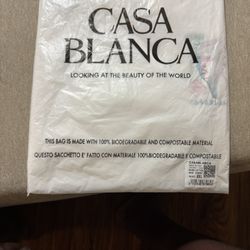 CASA
BLANCA
LOOKING AT THE BEAUTY OF THE WORLD
THIS BAG IS MADE WITH 100% BIODEGRADABLE AND COMPOSTABLE MATERIAL
QUESTO SACCHETTO E' FATTO CON MATERIALE 100% BIODEGRADABILE E COMPOSTABILE